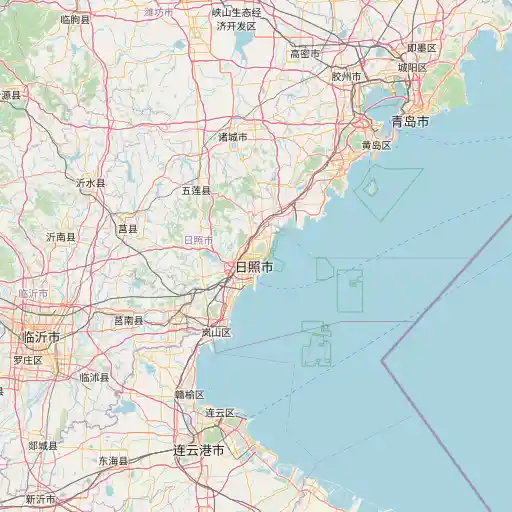 潍坊市
临朐县
峡山生态经
济开发区
高密市
即墨区
城阳区
胶州市
源县
青岛市
诸城市
黄岛区
沂水县
五莲县
莒县
沂南县
日照市
日照市
临沂市
莒南县
岚山区
临沂市
罗庄区
临沭县
赣榆区
连云区
郯城县
连云港市
东海县
新沂市